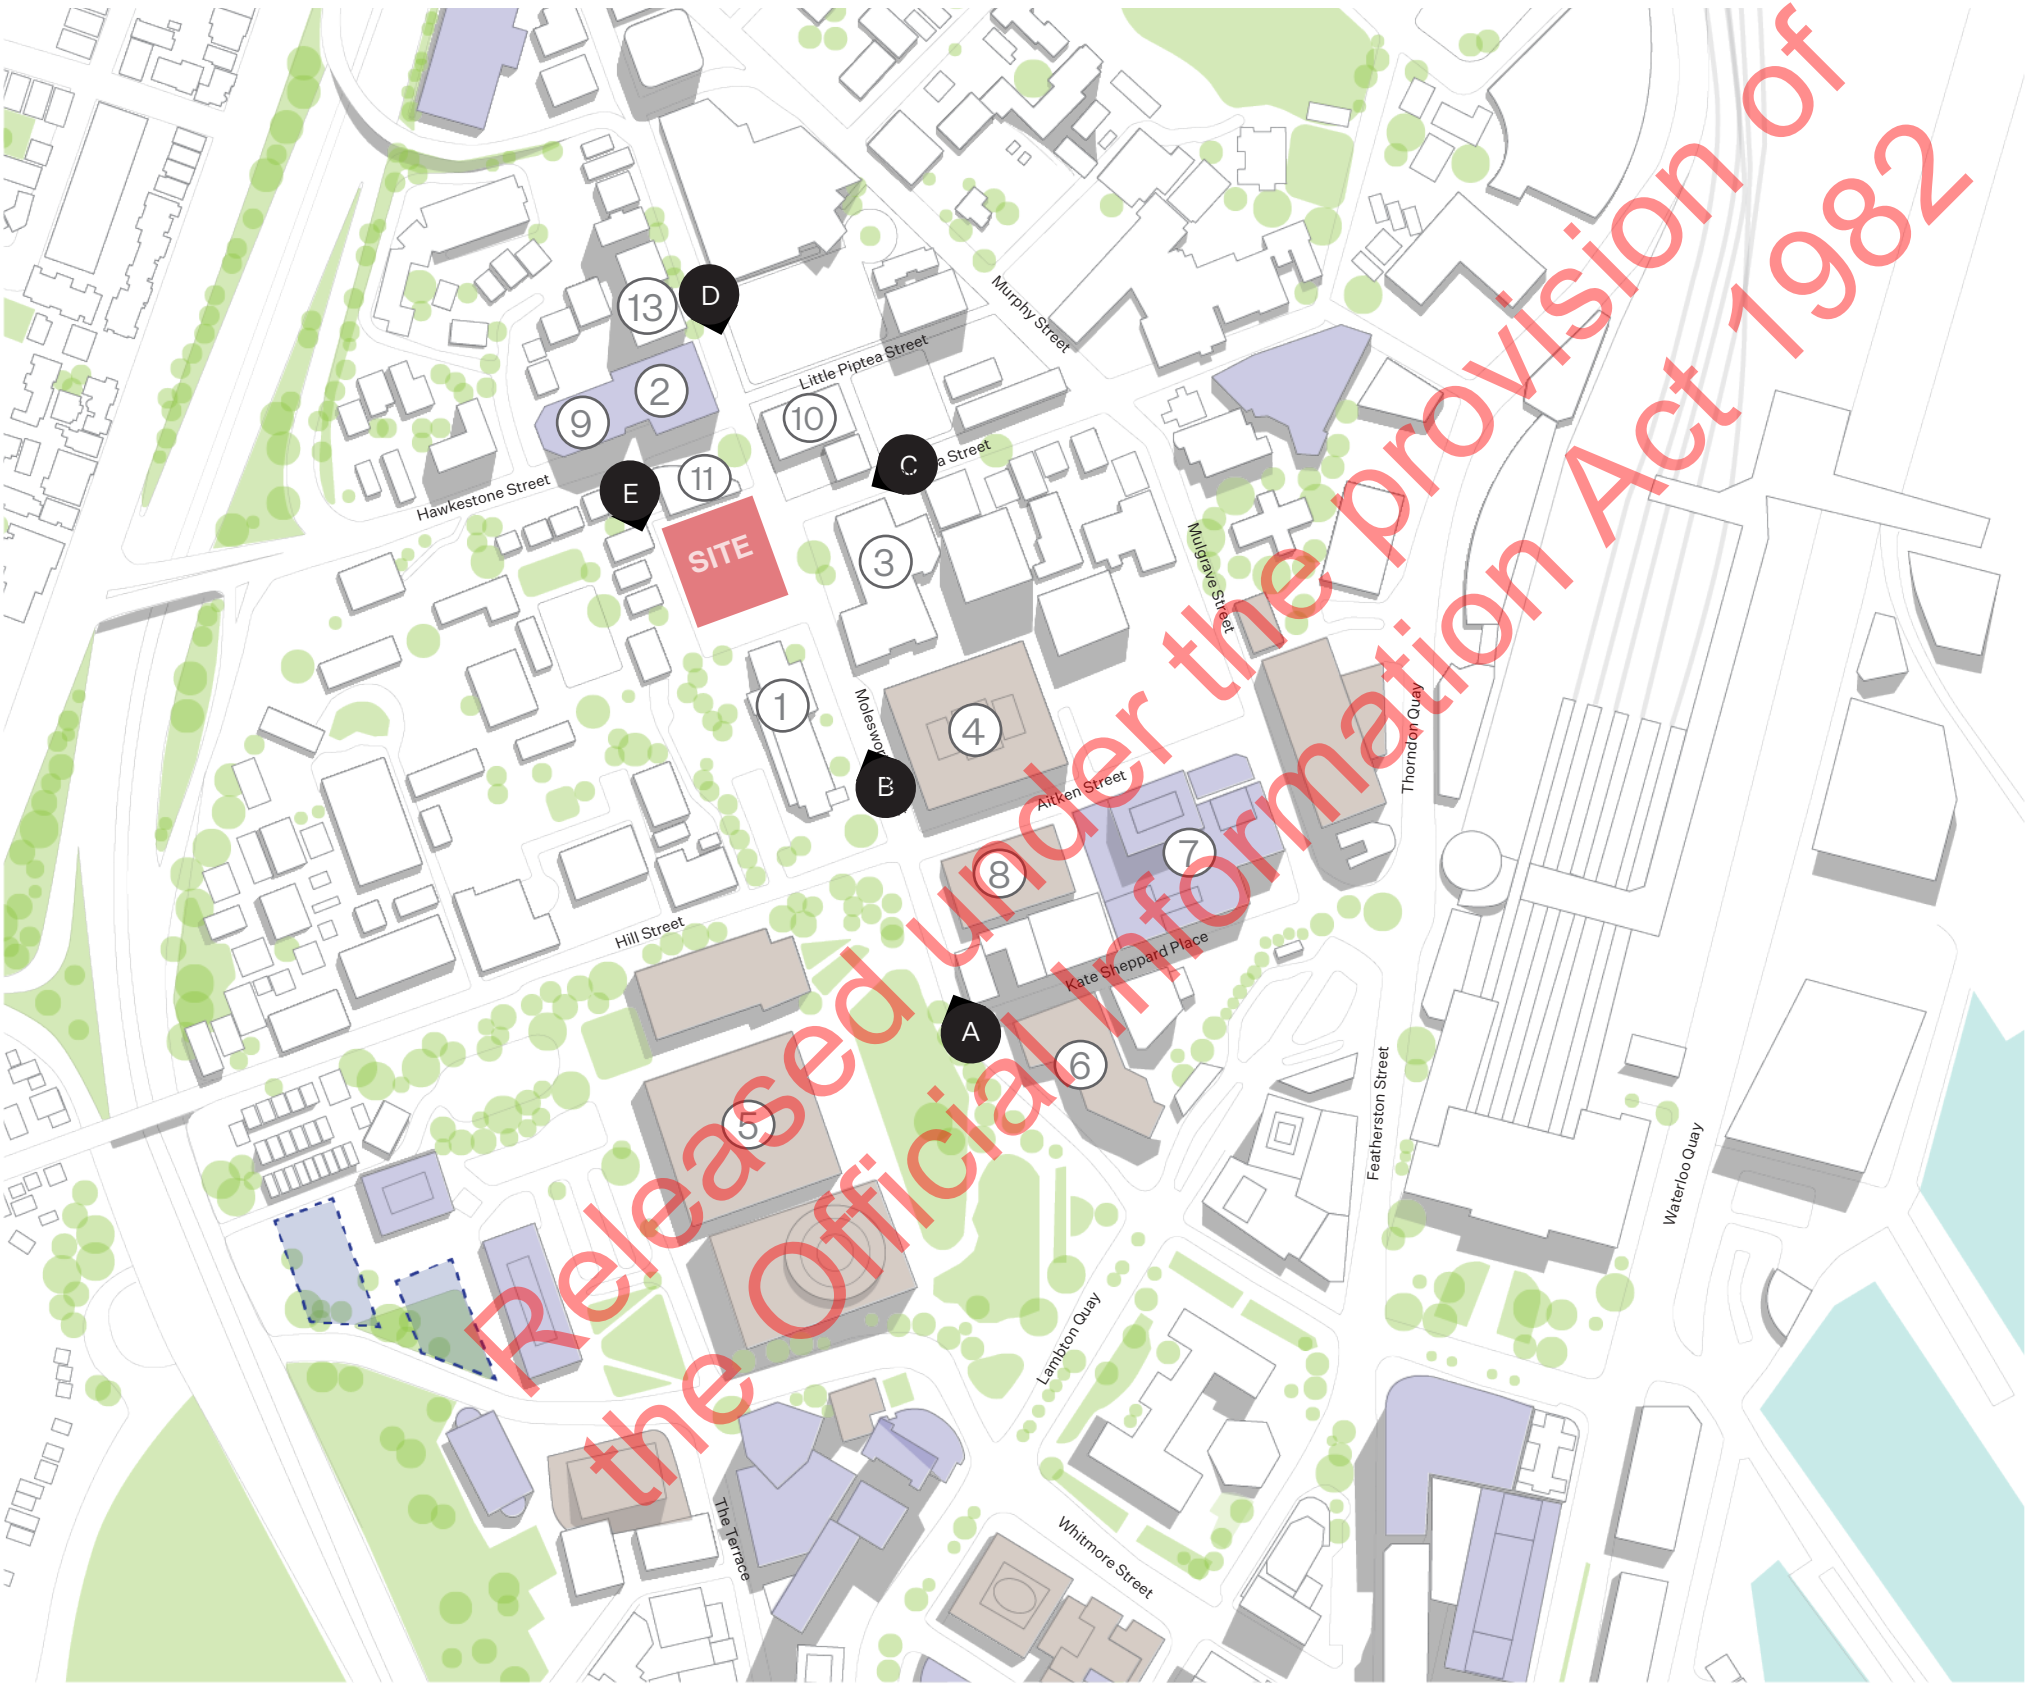 D
13
Murphy Street
Little Piptea Street
2
9
10
C
a Street
11
E
Hawkestone Street
SITE
3
Mulgrave Street
1
Moleswor
4
Thorndon Quay
B
Aitken Street
7
8
Hill Street
Kate Sheppard Place
A
6
5
Featherston Street
Waterloo Quay
Lambton Quay
The Terrace
Whitmore Street
Released under the provision of
the Official Information Act 1982